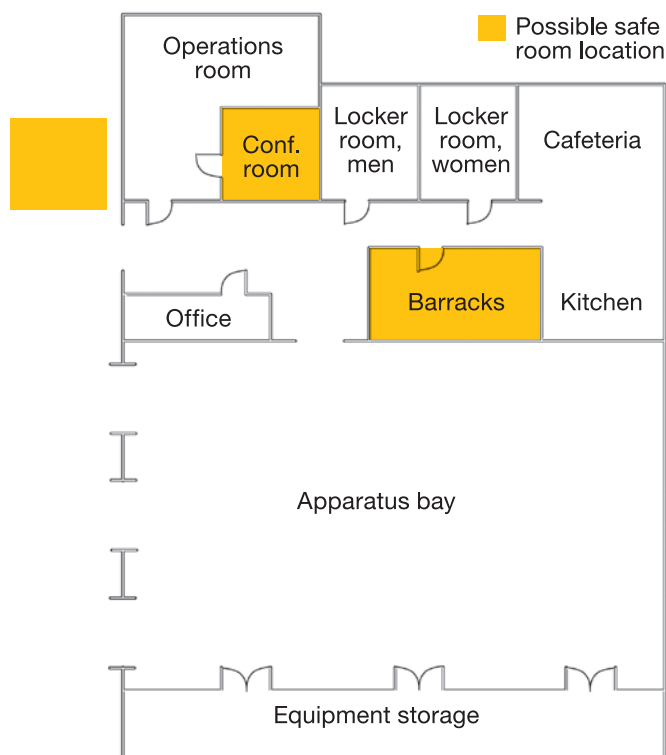 Possible safe
room location
Operations
room
Conf.
room
Locker
room,
men
Locker
room,
women
Cafeteria
Office
Barracks
Kitchen
Apparatus bay
Equipment storage